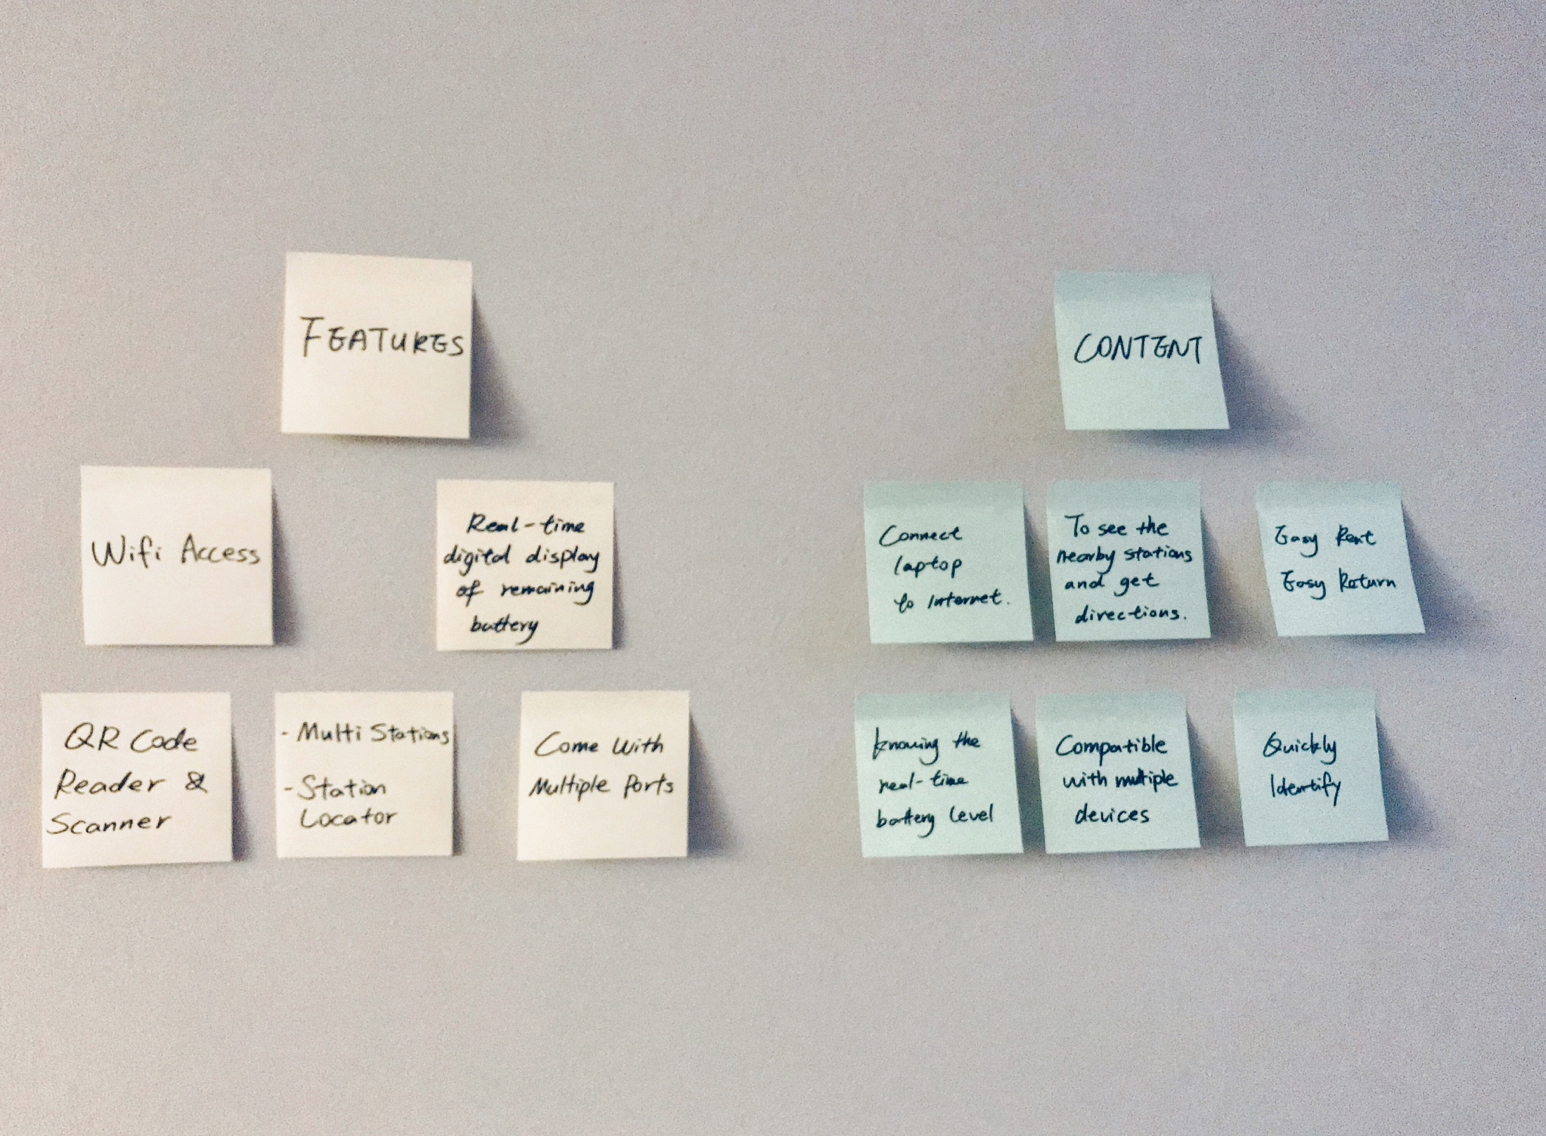 FEATURES
Wifi Access
Real-time
digital display
of remaining
battery
QR Code
Reader &
Scanner
- Multi Stations
- Station
Locator
Come With
Multiple Ports
CONTENT
Connect
laptop
to Internet.
To see the
nearby stations
and get
directions.
Easy Rent
Easy Return
knowing the
real-time
battery level
Compatible
with multiple
devices
Quickly
Identify